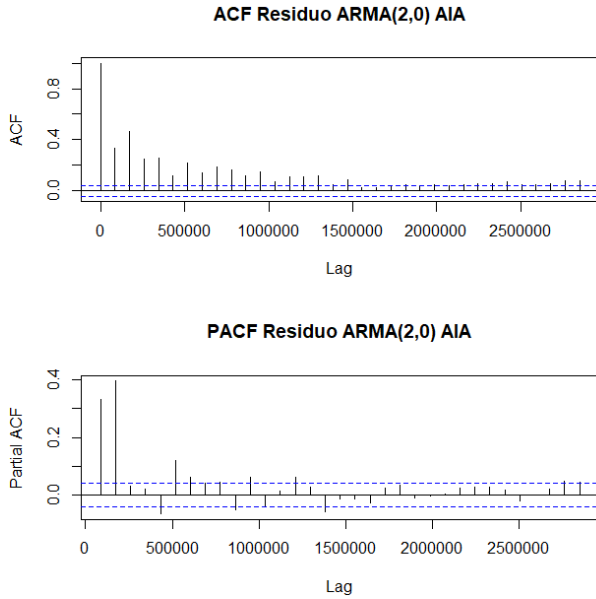 ACF Residuo ARMA(2,0) AIA
ACF
0.0 0.4 0.8
0 500000 1000000 1500000 2000000 2500000
Lag
PACF Residuo ARMA(2,0) AIA
Partial ACF
0.0 0.2 0.4
0 500000 1000000 1500000 2000000 2500000
Lag